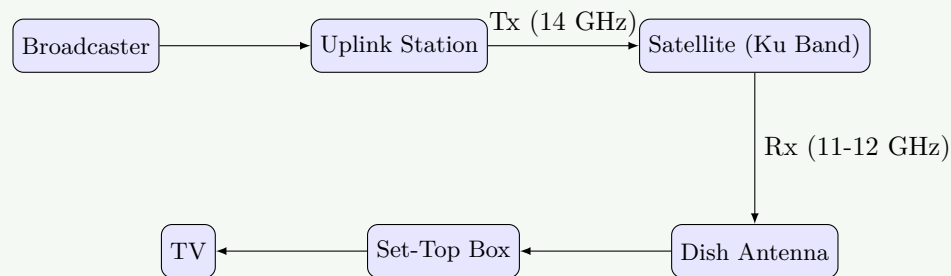 Broadcaster
Uplink Station
Tx (14 GHz)
Satellite (Ku Band)
Rx (11-12 GHz)
TV
Set-Top Box
Dish Antenna